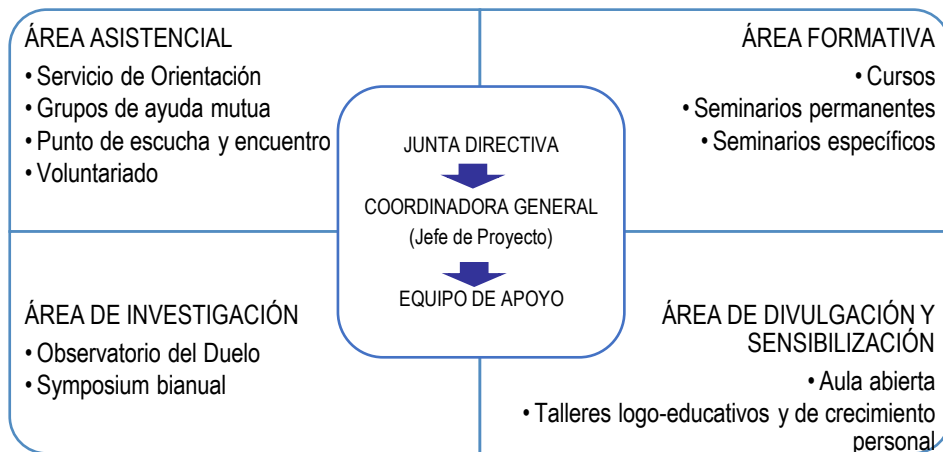 ÁREA ASISTENCIAL
• Servicio de Orientación
• Grupos de ayuda mutua
• Punto de escucha y encuentro
• Voluntariado
ÁREA FORMATIVA
• Cursos
• Seminarios permanentes
• Seminarios específicos
JUNTA DIRECTIVA
COORDINADORA GENERAL
(Jefe de Proyecto)
EQUIPO DE APOYO
ÁREA DE INVESTIGACIÓN
• Observatorio del Duelo
• Symposium bianual
ÁREA DE DIVULGACIÓN Y
SENSIBILIZACIÓN
• Aula abierta
• Talleres logo-educativos y de crecimiento
personal